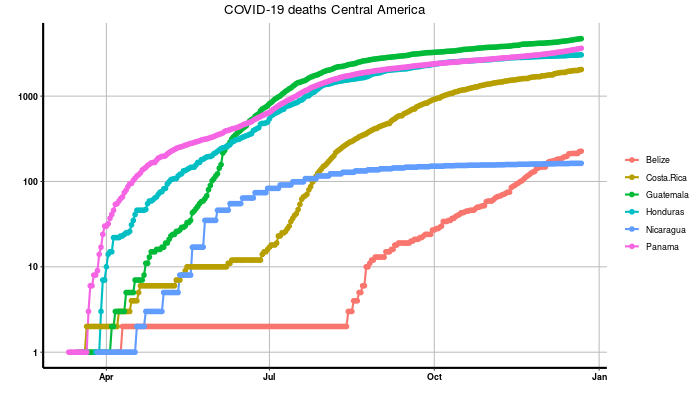 COVID-19 deaths Central America
1000
100
10
1
Apr
Jul
Oct
Jan
Belize
Costa.Rica
Guatemala
Honduras
Nicaragua
Panama